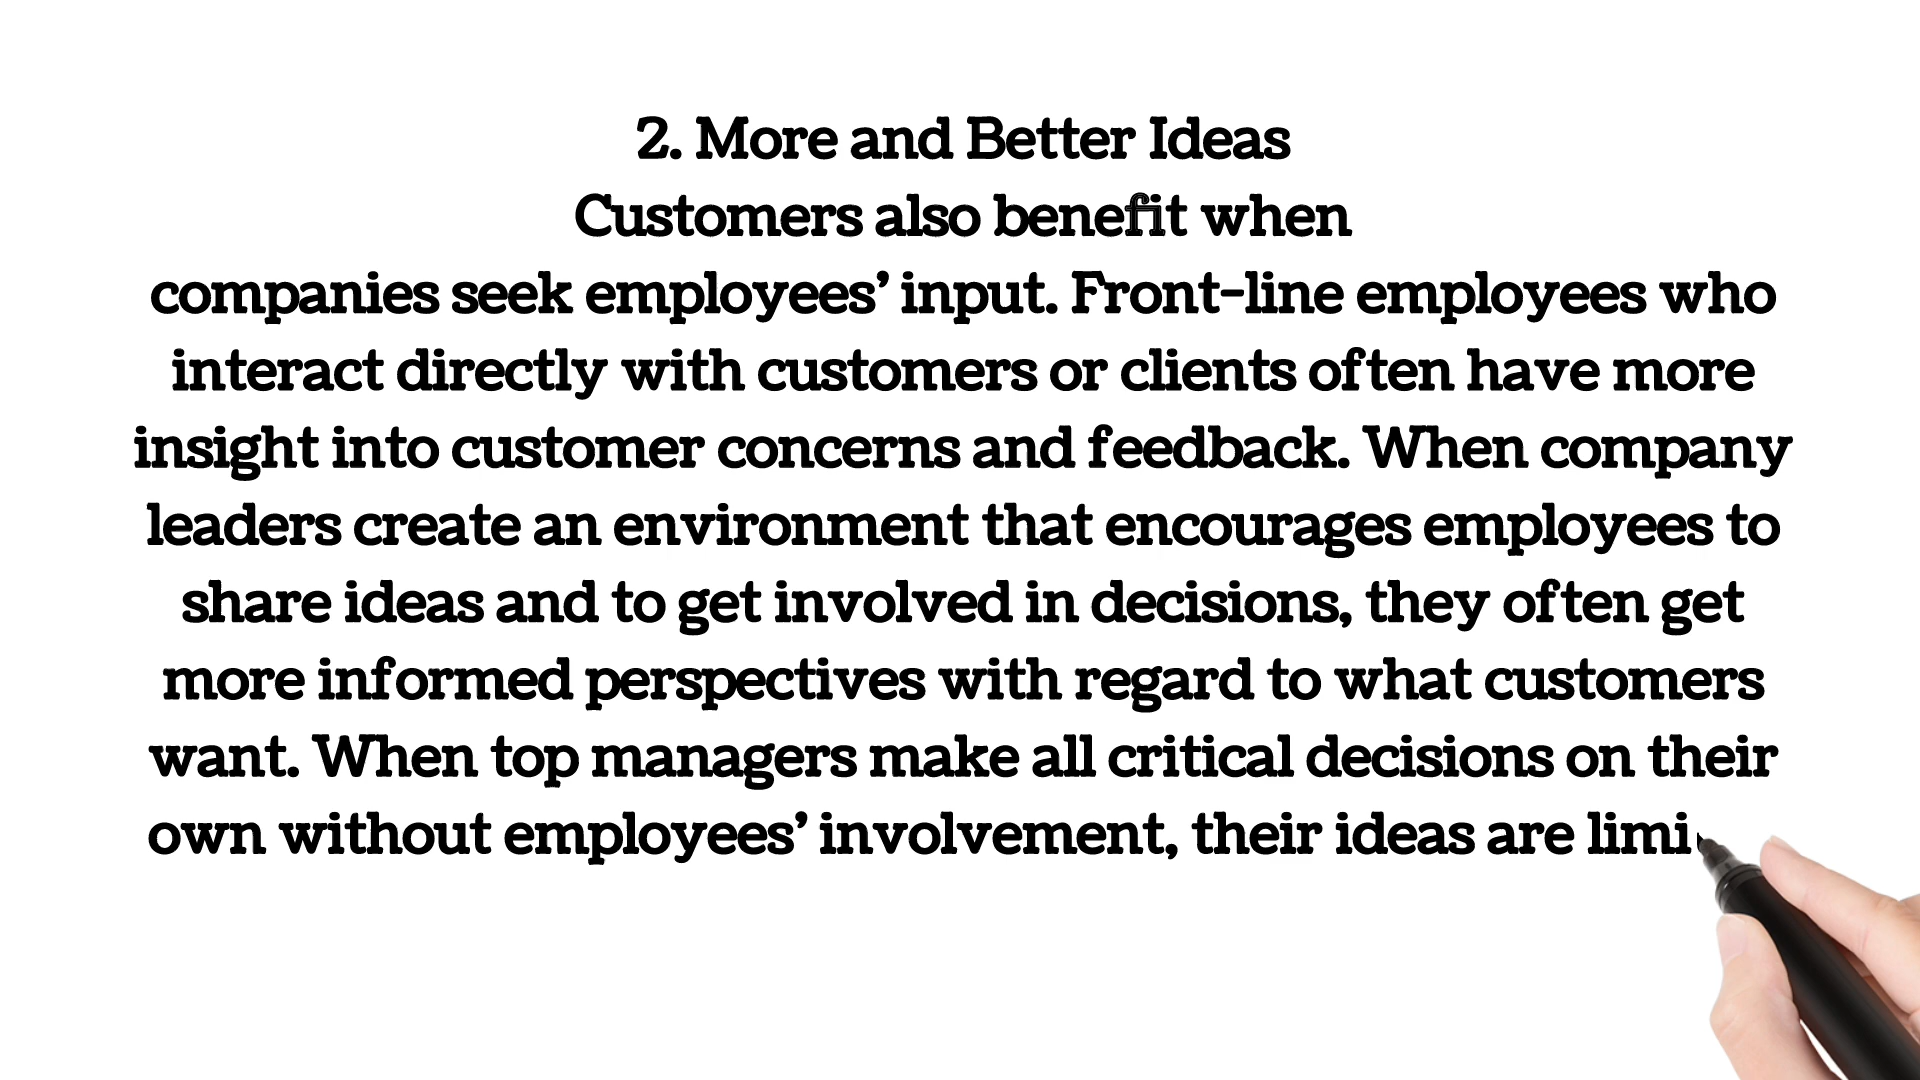 2. More and Better Ideas
Customers also benefit when
companies seek employees’ input. Front-line employees who
interact directly with customers or clients often have more
insight into customer concerns and feedback. When company
leaders create an environment that encourages employees to
share ideas and to get involved in decisions, they often get
more informed perspectives with regard to what customers
want. When top managers make all critical decisions on their
own without employees’ involvement, their ideas are limi